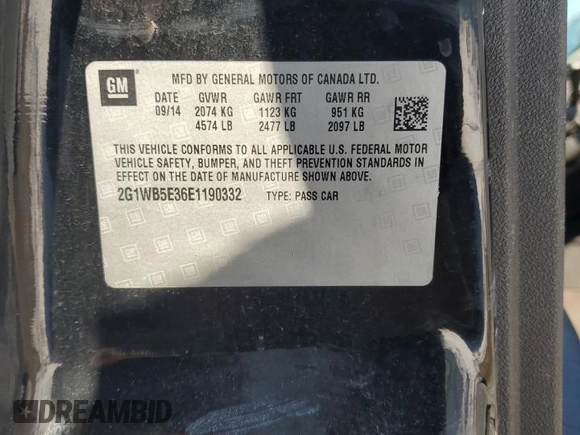 GM
MFD BY GENERAL MOTORS OF CANADA LTD.
DATE GVWR GAWR FRT GAWR RR
09/14 2074 KG 1123 KG 951 KG
4574 LB 2477 LB 2097 LB
THIS VEHICLE CONFORMS TO ALL APPLICABLE U.S. FEDERAL MOTOR
VEHICLE SAFETY, BUMPER, AND THEFT PREVENTION STANDARDS IN
EFFECT ON THE DATE OF MANUFACTURE SHOWN ABOVE.
2G1WB5E36E1190332 TYPE: PASS CAR
DREAMBID